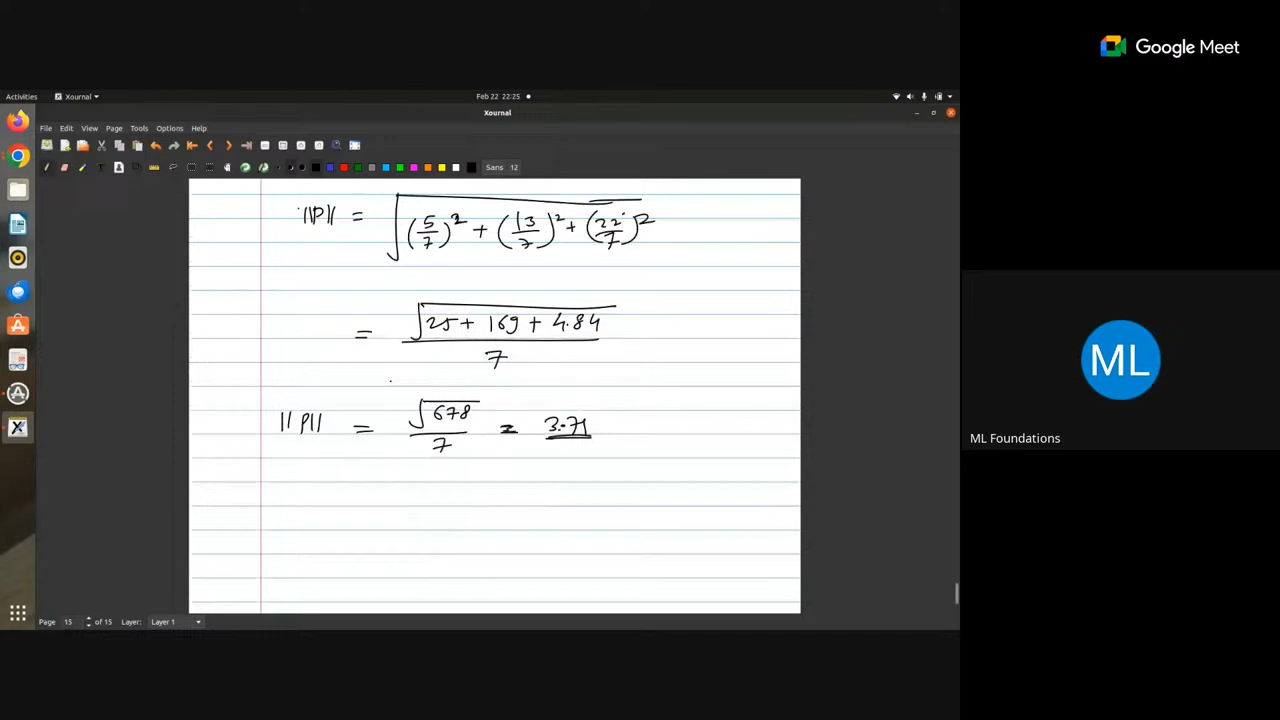 Google Meet
Activities Xournal Feb 22 22:25
Xournal
File Edit View Page Tools Options Help
Sans 12
||P|| = √(5/7)² + (13/7)² + (22/7)²
= √25 + 169 + 4.84 / 7
||P|| = √678 / 7 = 3.71
ML
ML Foundations
Page 15 of 15 Layer: Layer 1